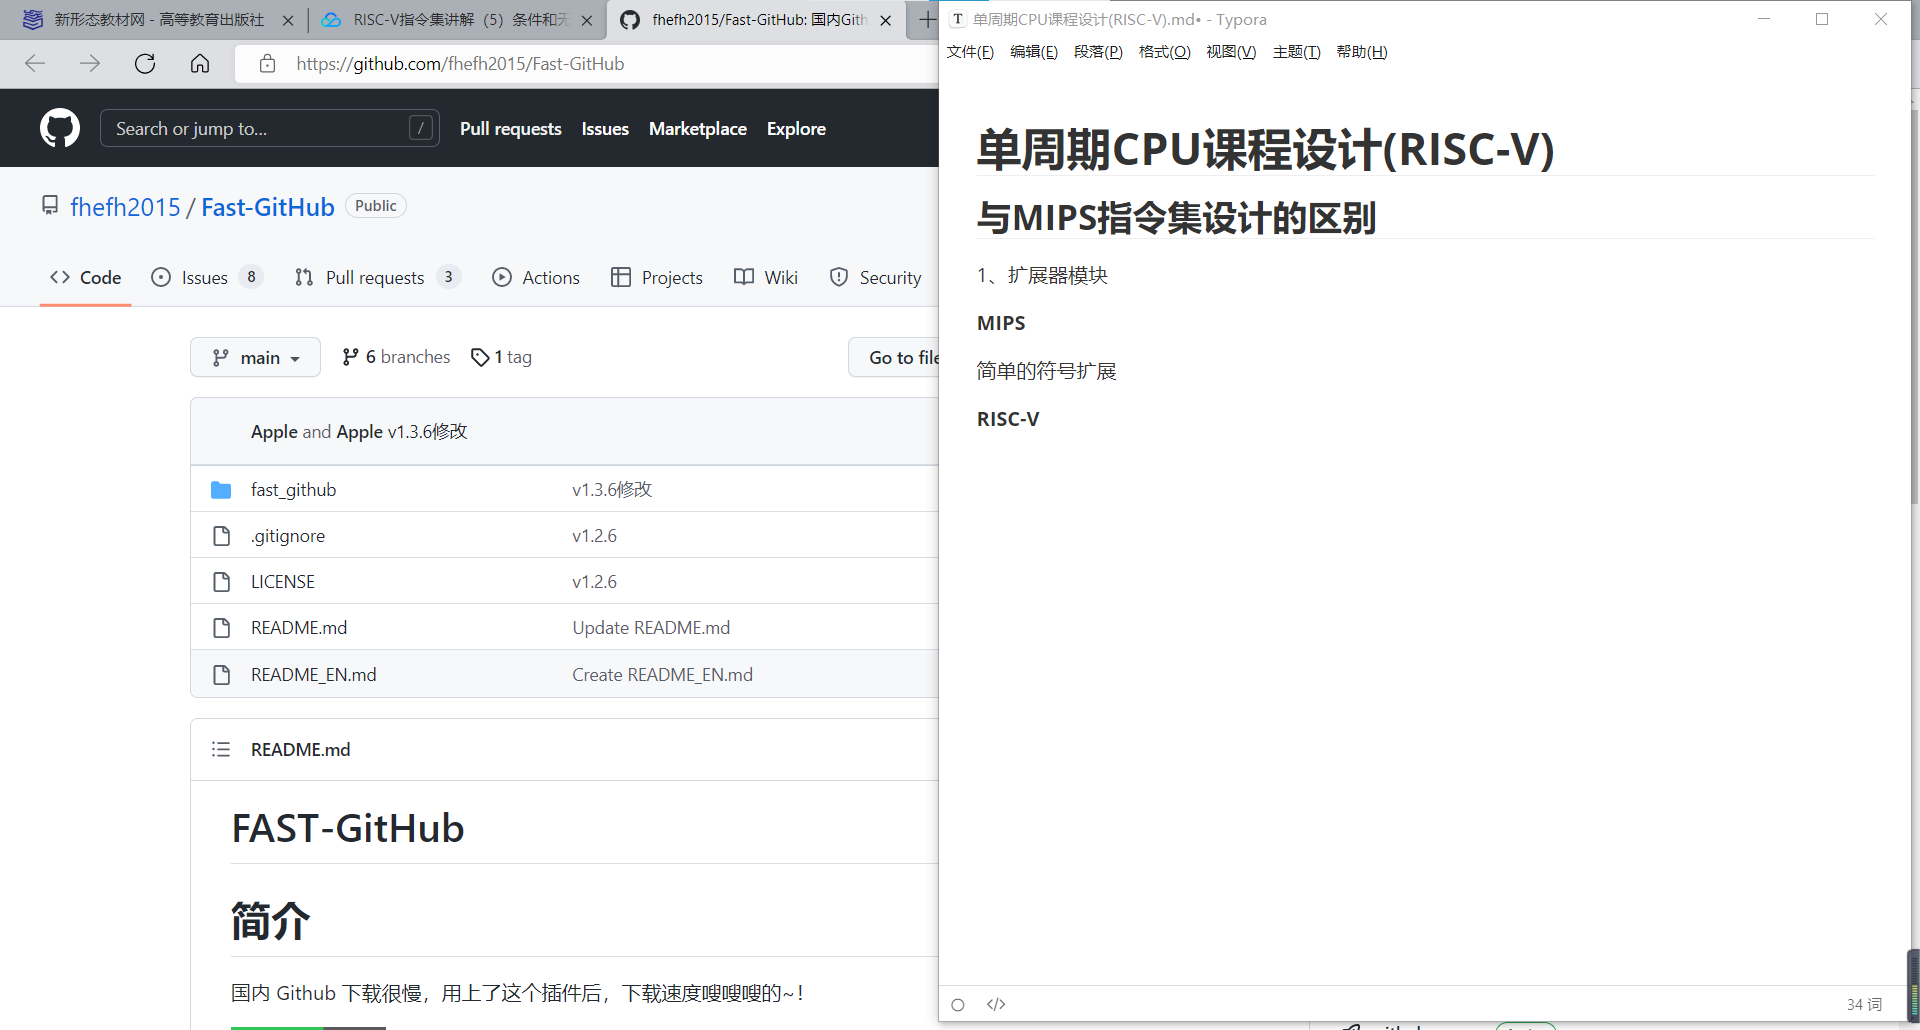 新形态教材网 - 高等教育出版社
RISC-V指令集讲解（5）条件和无
fhefh2015/Fast-GitHub: 国内Gith
https://github.com/fhefh2015/Fast-GitHub
Search or jump to...
/
Pull requests
Issues
Marketplace
Explore
fhefh2015 / Fast-GitHub
Public
Code
Issues 8
Pull requests 3
Actions
Projects
Wiki
Security
main
6 branches
1 tag
Go to file
Apple and Apple v1.3.6修改
fast_github
v1.3.6修改
.gitignore
v1.2.6
LICENSE
v1.2.6
README.md
Update README.md
README_EN.md
Create README_EN.md
README.md
FAST-GitHub
简介
国内 Github 下载很慢，用上了这个插件后，下载速度嗖嗖嗖的~！
T
单周期CPU课程设计(RISC-V).md• - Typora
文件(F) 编辑(E) 段落(P) 格式(O) 视图(V) 主题(T) 帮助(H)
单周期CPU课程设计(RISC-V)
与MIPS指令集设计的区别
1、扩展器模块
MIPS
简单的符号扩展
RISC-V
</>
34 词